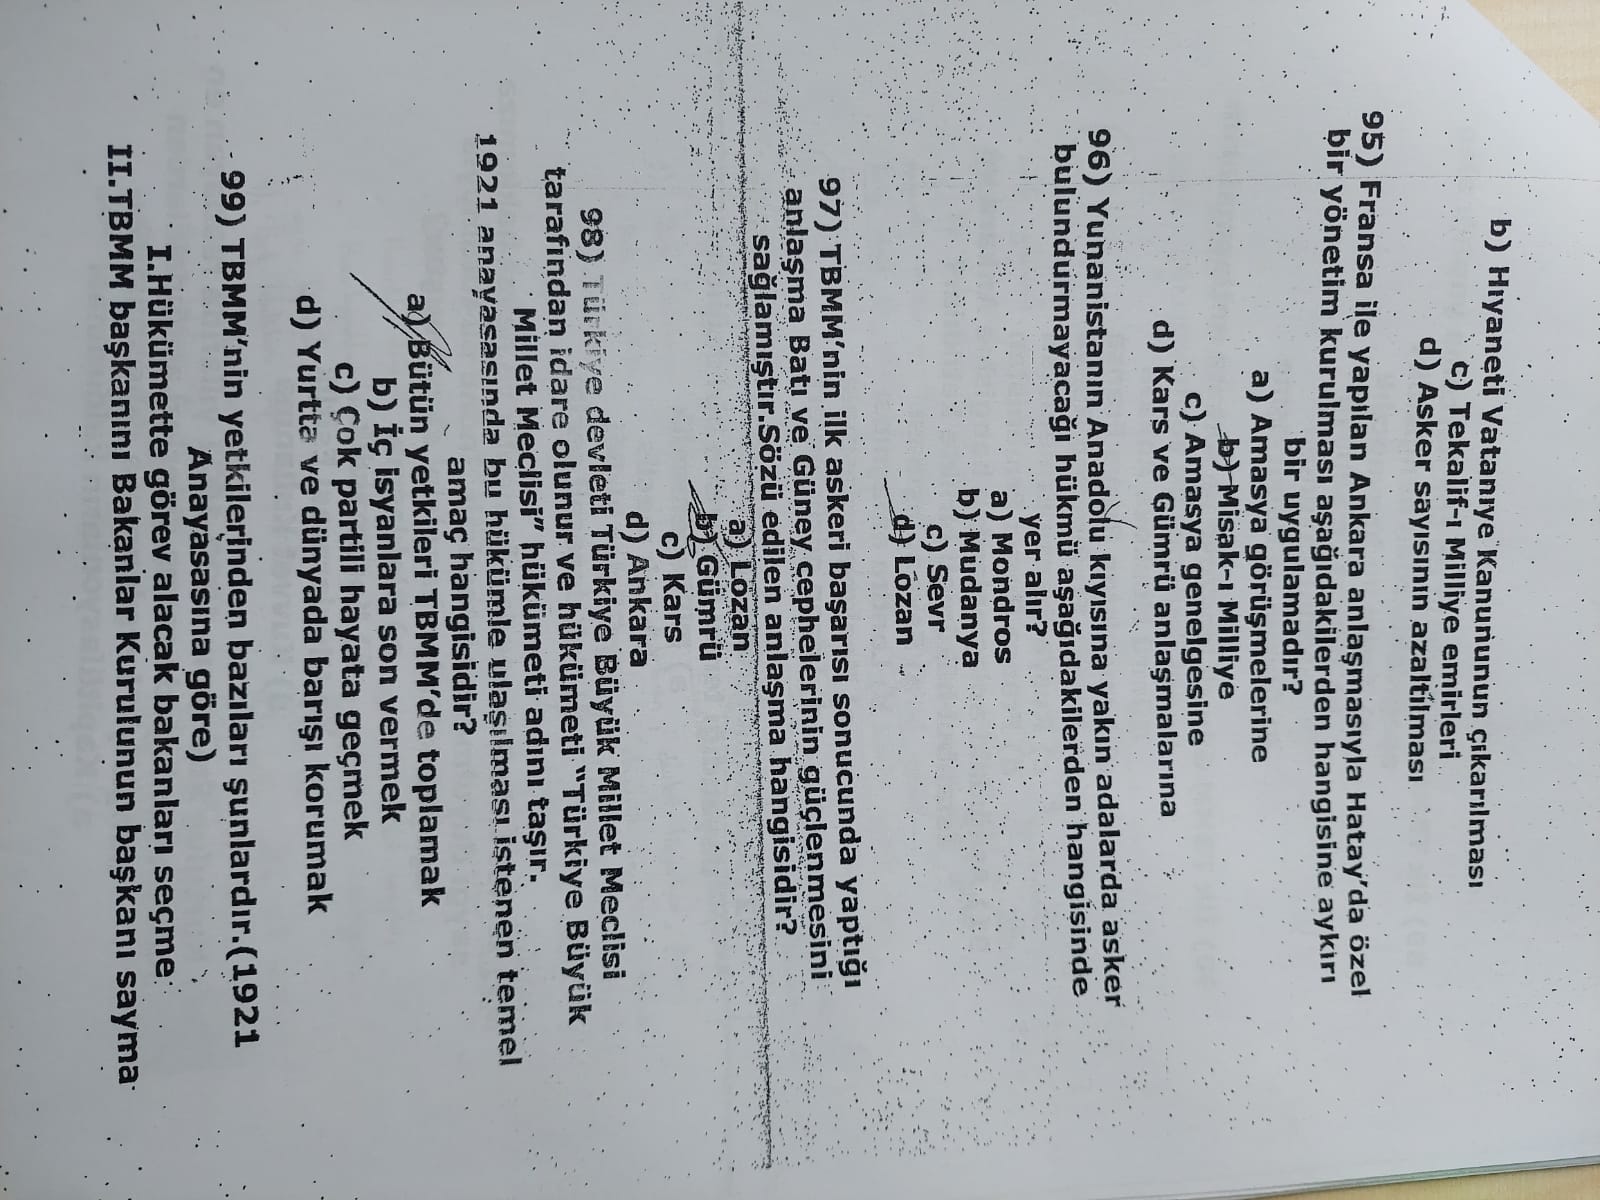 b) Hıyaneti Vatanıye Kanununun çıkarılması
c) Tekalif-ı Milliye emirleri
d) Asker sayısının azaltılması
95) Fransa ile yapılan Ankara anlaşmasıyla Hatay’da özel
bir yönetim kurulması aşağıdakilerden hangisine aykırı
bir uygulamadır?
a) Amasya görüşmelerine
b) Misak-ı Milliye
c) Amasya genelgesine
d) Kars ve Gümrü anlaşmalarına
96) Yunanistanın Anadolu kıyısına yakın adalarda asker
bulundurmayacağı hükmü aşağıdakilerden hangisinde
yer alır?
a) Mondros
b) Mudanya
c) Sevr
d) Lozan
97) TBMM’nin ilk askeri başarısı sonucunda yaptığı
anlaşma Batı ve Güney cephelerinin güçlenmesini
sağlamıştır.Sözü edilen anlaşma hangisidir?
a) Lozan
b) Gümrü
c) Kars
d) Ankara
98) Türkiye devleti Türkiye Büyük Millet Meclisi
tarafından idare olunur ve hükümeti “Türkiye Büyük
Millet Meclisi” hükümeti adını taşır.
1921 anayasasında bu hükümle ulaşılması istenen temel
amaç hangisidir?
a) Bütün yetkileri TBMM’de toplamak
b) İç isyanlara son vermek
c) Çok partili hayata geçmek
d) Yurtta ve dünyada barışı korumak
99) TBMM’nin yetkilerinden bazıları şunlardır.(1921
Anayasasına göre)
I.Hükümette görev alacak bakanları seçme
II.TBMM başkanını Bakanlar Kurulunun başkanı sayma